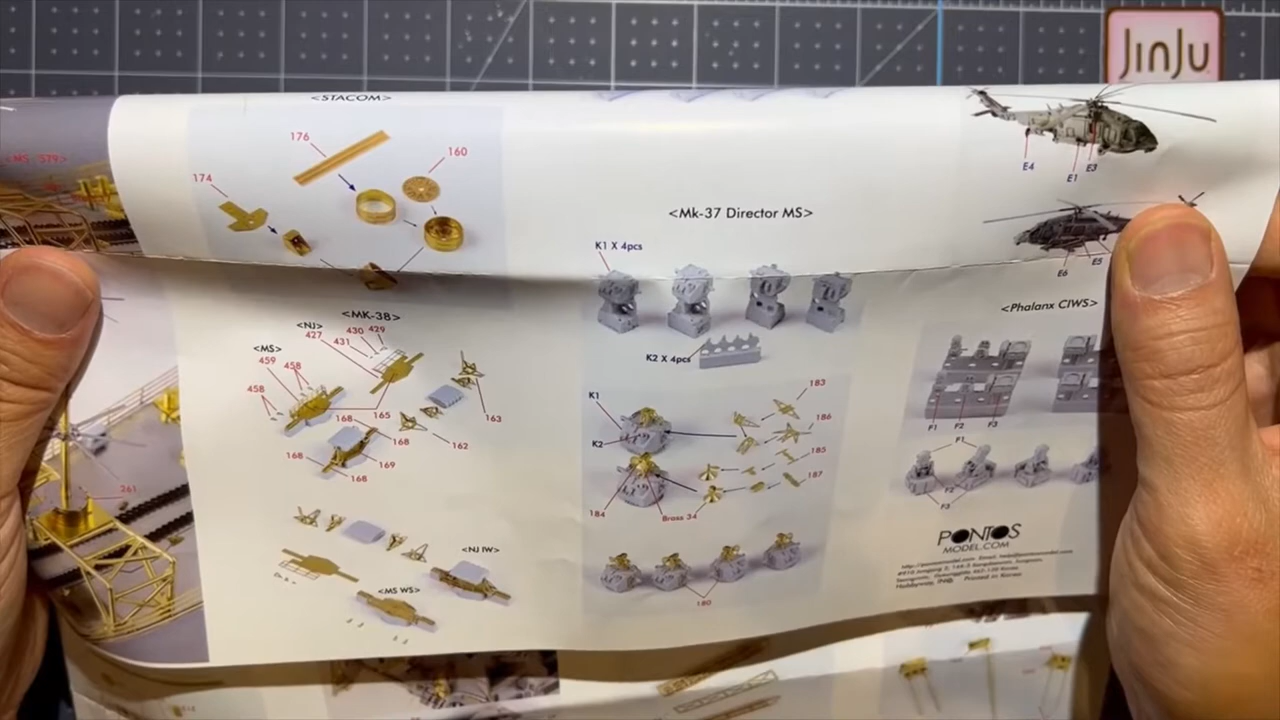 JinJu
<STACOM>
176
160
174
<MS 579>
E4
E1
E3
<Mk-37 Director MS>
K1 X 4pcs
E6
E5
<Phalanx CIWS>
<MK-38>
<NJ>
430
429
427
431
<MS>
459
458
458
K2 X 4pcs
165
163
168
168
162
168
169
168
K1
K2
183
186
185
187
184
Brass 34
F1
F2
F3
F1
F2
F3
261
<NJ IW>
<MS WS>
180
PONTOS
MODEL.COM
Printed in Korea